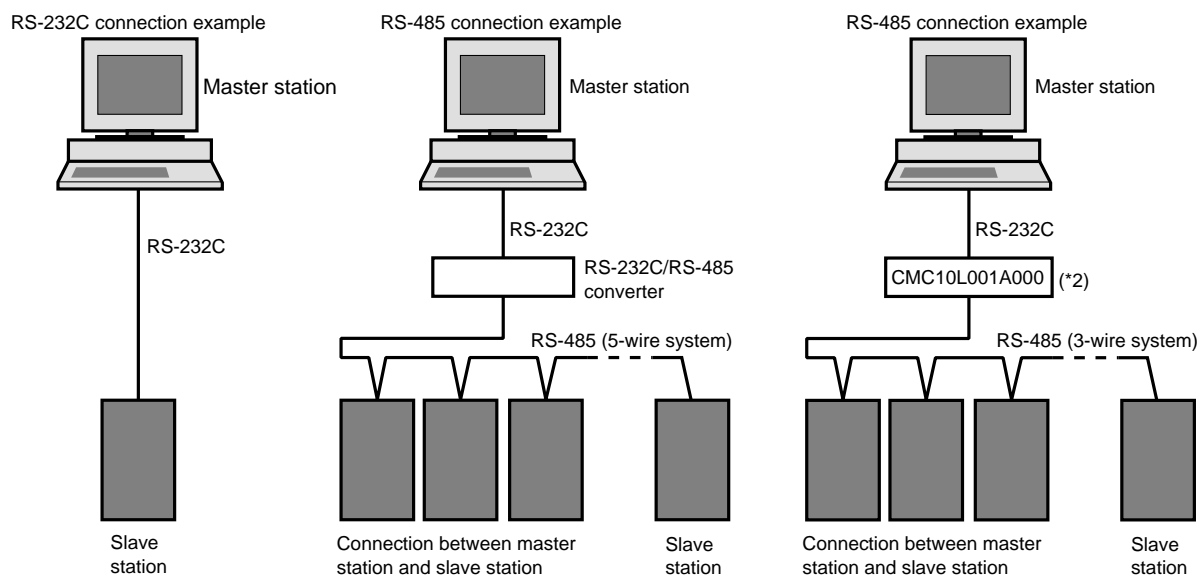 RS-232C connection example
Master station
RS-232C
Slave
station
RS-485 connection example
Master station
RS-232C
RS-232C/RS-485
converter
RS-485 (5-wire system)
Connection between master
station and slave station
Slave
station
RS-485 connection example
Master station
RS-232C
CMC10L001A000 (*2)
RS-485 (3-wire system)
Connection between master
station and slave station
Slave
station